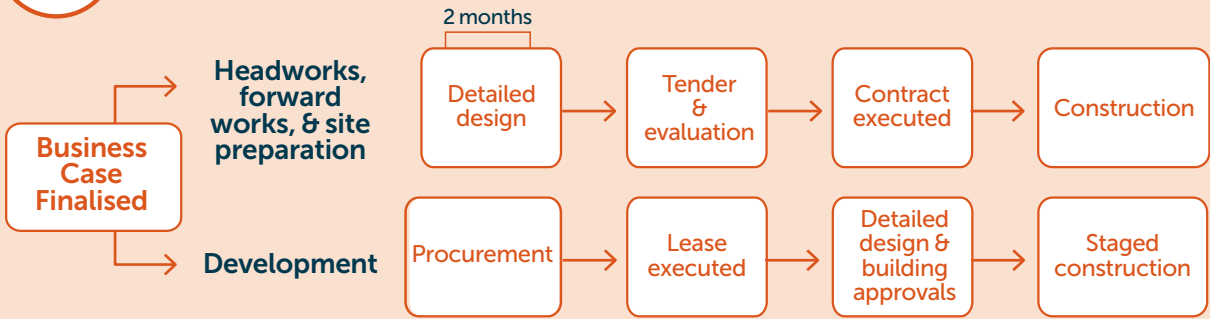 Business
Case
Finalised
2 months
Headworks,
forward
works, & site
preparation
Detailed
design
Tender
&
evaluation
Contract
executed
Construction
Development
Procurement
Lease
executed
Detailed
design &
building
approvals
Staged
construction